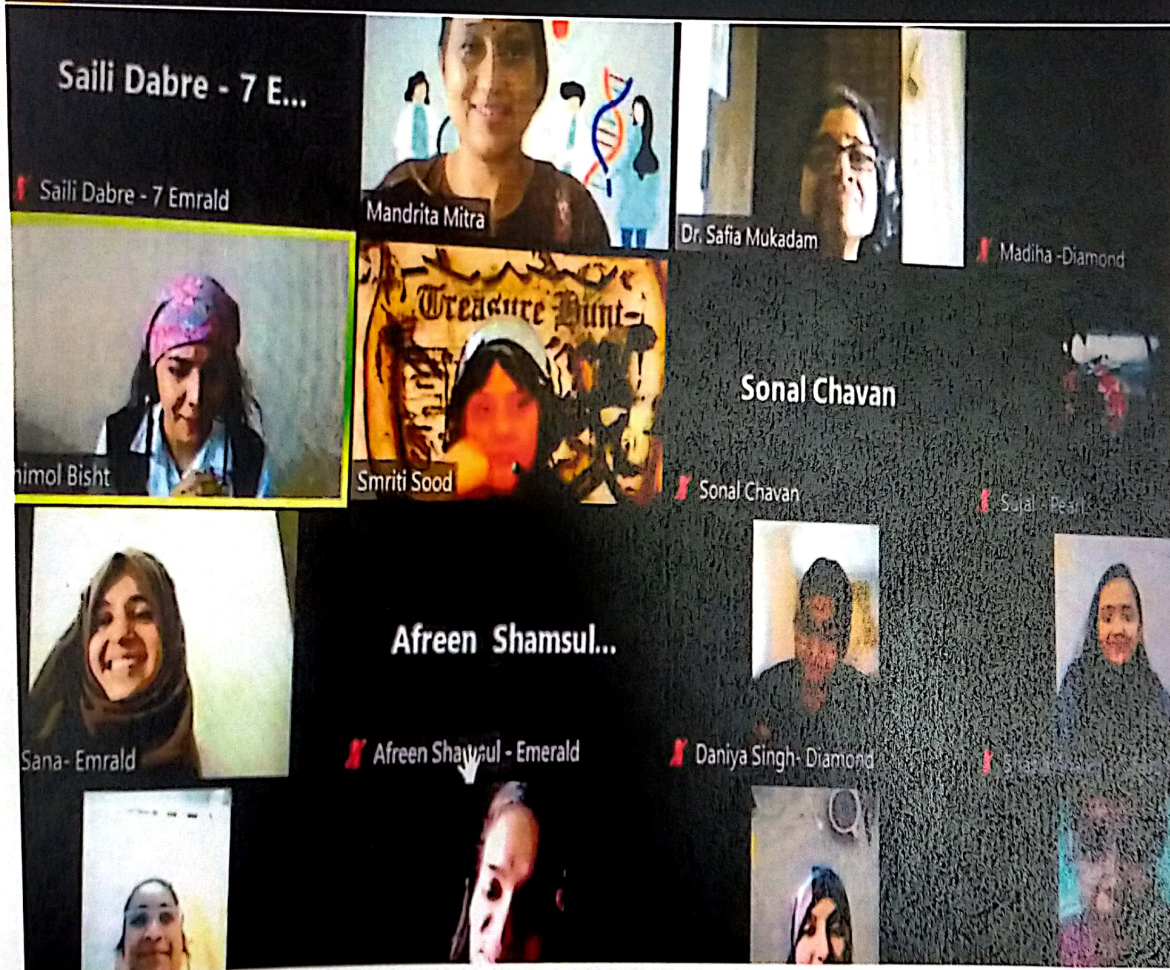 Saili Dabre - 7 E...
Saili Dabre - 7 Emrald
Mandrita Mitra
Dr. Safia Mukadam
Madiha -Diamond
himol Bisht
Treasure Hunt
Smriti Sood
Sonal Chavan
Sonal Chavan
Sujal - Pearl
Sana- Emrald
Afreen Shamsul...
Afreen Shamsul - Emerald
Daniya Singh- Diamond